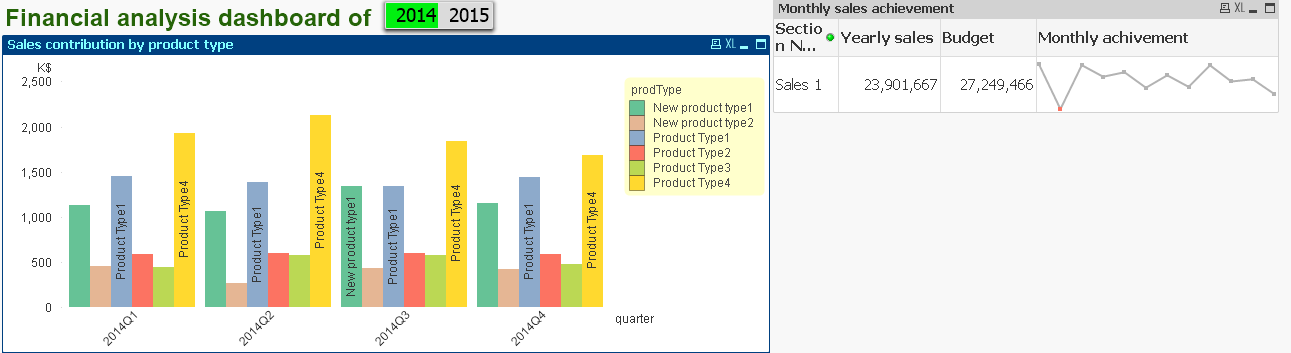 Financial analysis dashboard of 2014 2015
Sales contribution by product type XL
K$
2,500
2,000
1,500
1,000
500
0
Product Type1
Product Type4
Product Type1
Product Type4
New product type1
Product Type1
Product Type4
Product Type1
Product Type4
2014Q1
2014Q2
2014Q3
2014Q4
quarter
prodType
New product type1
New product type2
Product Type1
Product Type2
Product Type3
Product Type4
Monthly sales achievement XL
Sectio
n N... Yearly sales Budget Monthly achivement
Sales 1 23,901,667 27,249,466